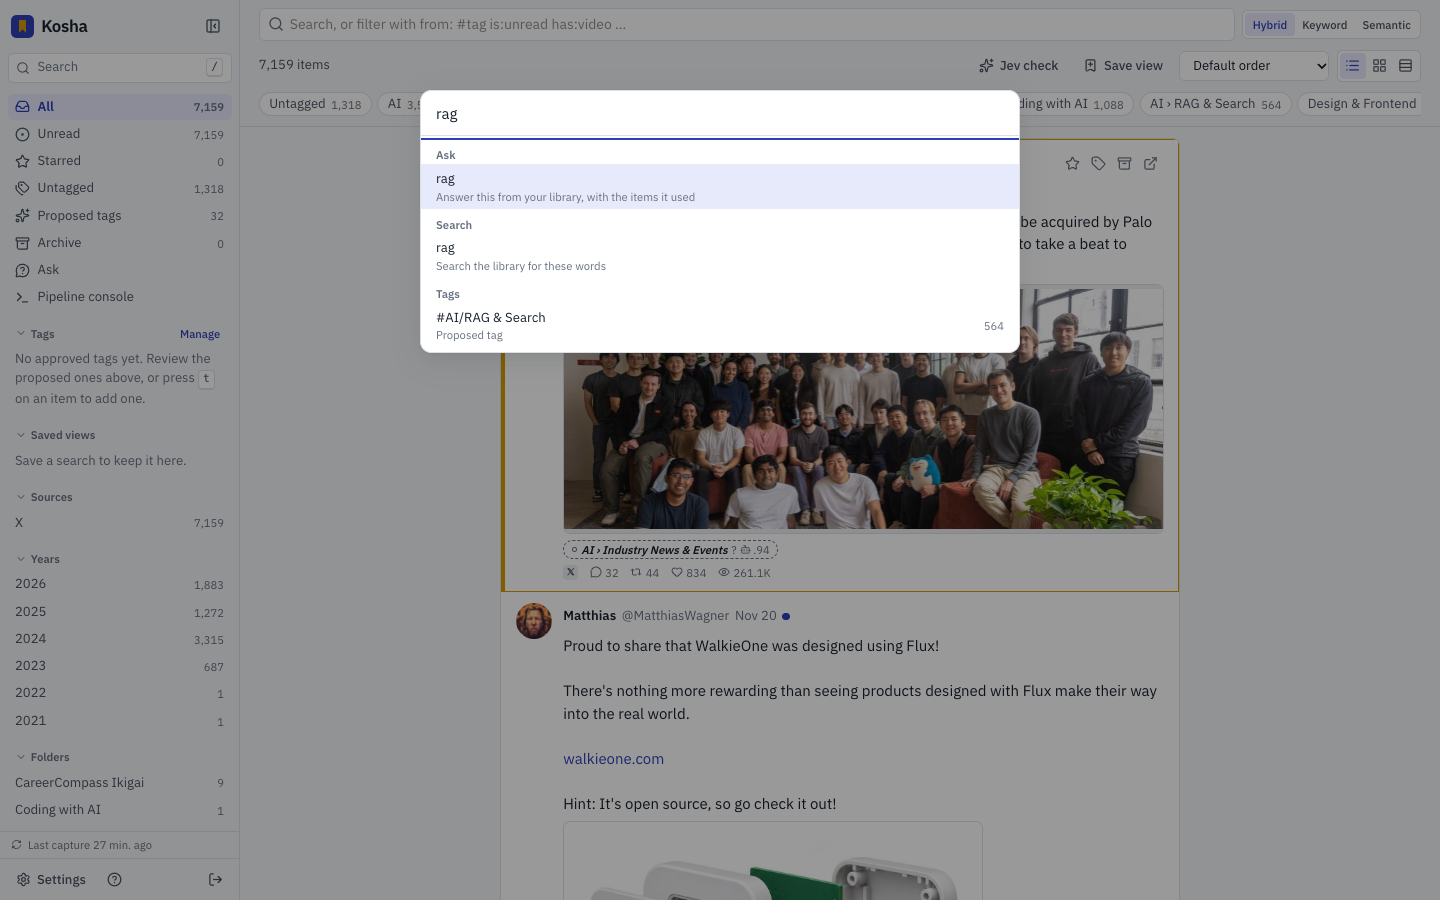 Kosha
Search /
All 7,159
Unread 7,159
Starred 0
Untagged 1,318
Proposed tags 32
Archive 0
Ask
Pipeline console
Tags Manage
No approved tags yet. Review the
proposed ones above, or press t
on an item to add one.
Saved views
Save a search to keep it here.
Sources
X 7,159
Years
2026 1,883
2025 1,272
2024 3,315
2023 687
2022 1
2021 1
Folders
CareerCompass Ikigai 9
Coding with AI 1
Last capture 27 min. ago
Settings
Search, or filter with from: #tag is:unread has:video ...
Hybrid Keyword Semantic
7,159 items
Jev check Save view Default order
Untagged 1,318 AI 3,5
ding with AI 1,088 AI › RAG & Search 564 Design & Frontend
rag
Ask
rag
Answer this from your library, with the items it used
Search
rag
Search the library for these words
Tags
#AI/RAG & Search 564
Proposed tag
be acquired by Palo
to take a beat to
AI › Industry News & Events ? .94
X 32 44 834 261.1K
Matthias @MatthiasWagner Nov 20
Proud to share that WalkieOne was designed using Flux!
There's nothing more rewarding than seeing products designed with Flux make their way
into the real world.
walkieone.com
Hint: It's open source, so go check it out!